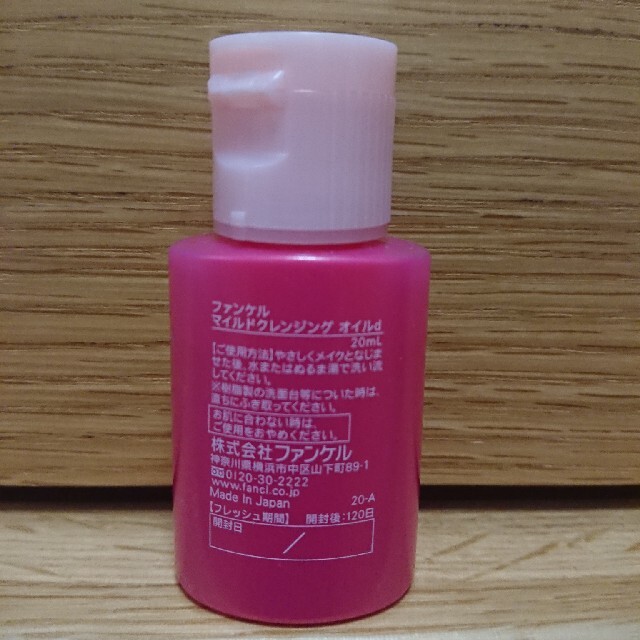 ファンケル
マイルドクレンジング オイルd
20mL
【ご使用方法】やさしくメイクとなじま
せた後、水またはぬるま湯で洗い流
してください。
※樹脂製の洗面台等についた時は、
直ちにふき取ってください。
お肌に合わない時は、
ご使用をおやめください。
株式会社ファンケル
神奈川県横浜市中区山下町89-1
0120-30-2222
www.fancl.co.jp
Made In Japan 20-A
【フレッシュ期間】 開封後:120日
開封日 /